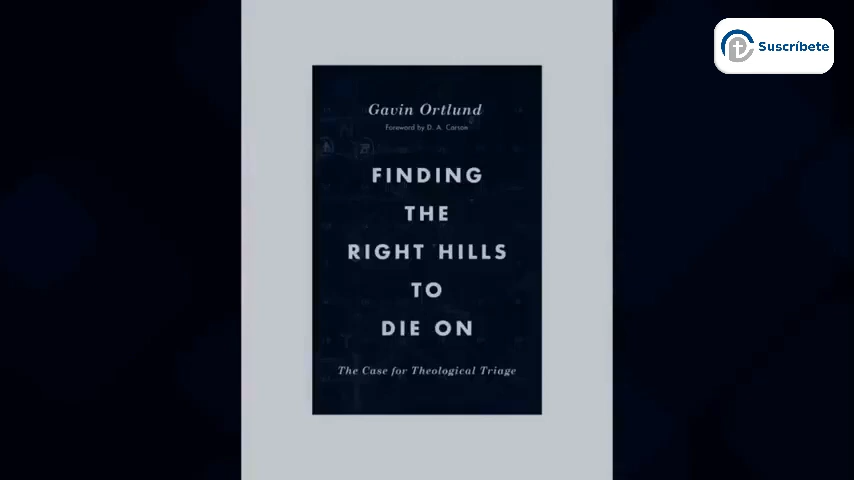 Suscríbete
Gavin Ortlund
Foreword by D. A. Carson
FINDING
THE
RIGHT HILLS
TO
DIE ON
The Case for Theological Triage